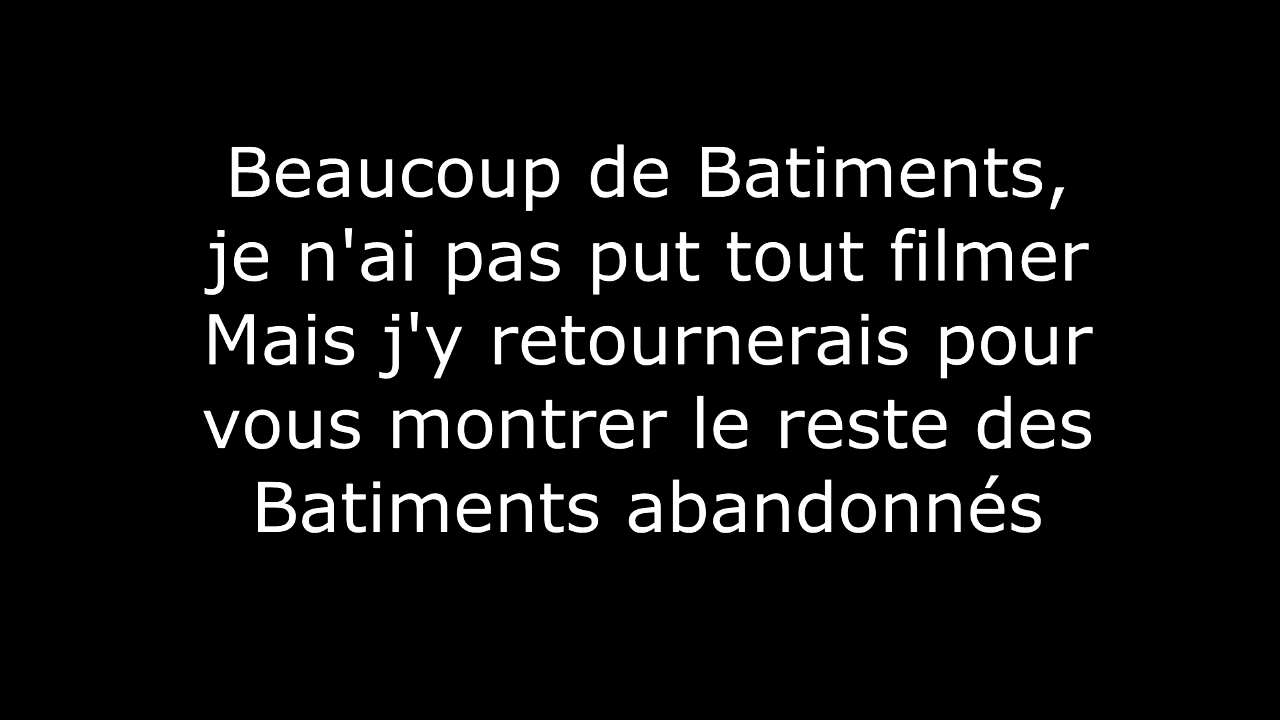 Beaucoup de Batiments,
je n'ai pas put tout filmer
Mais j'y retournerais pour
vous montrer le reste des
Batiments abandonnés